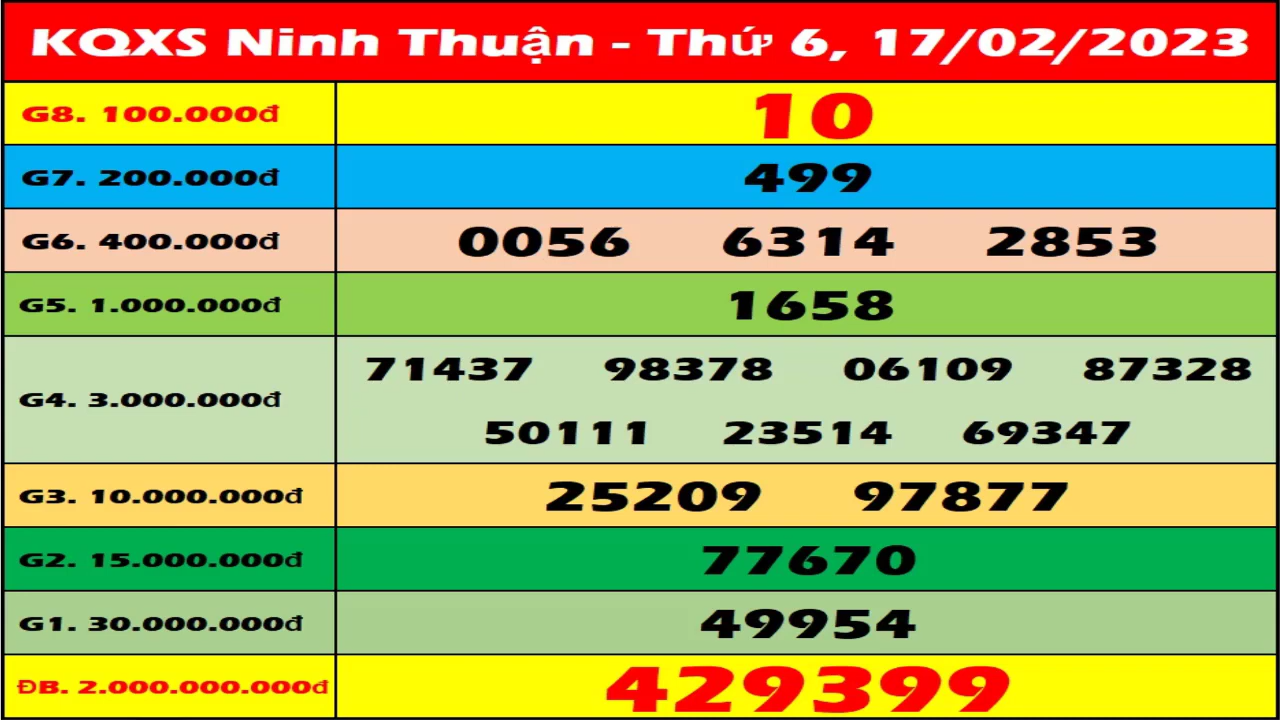 KQXS Ninh Thuận - Thứ 6, 17/02/2023
G8. 100.000đ 10
G7. 200.000đ 499
G6. 400.000đ 0056 6314 2853
G5. 1.000.000đ 1658
G4. 3.000.000đ
71437 98378 06109 87328
50111 23514 69347
G3. 10.000.000đ 25209 97877
G2. 15.000.000đ 77670
G1. 30.000.000đ 49954
ĐB. 2.000.000.000đ 429399